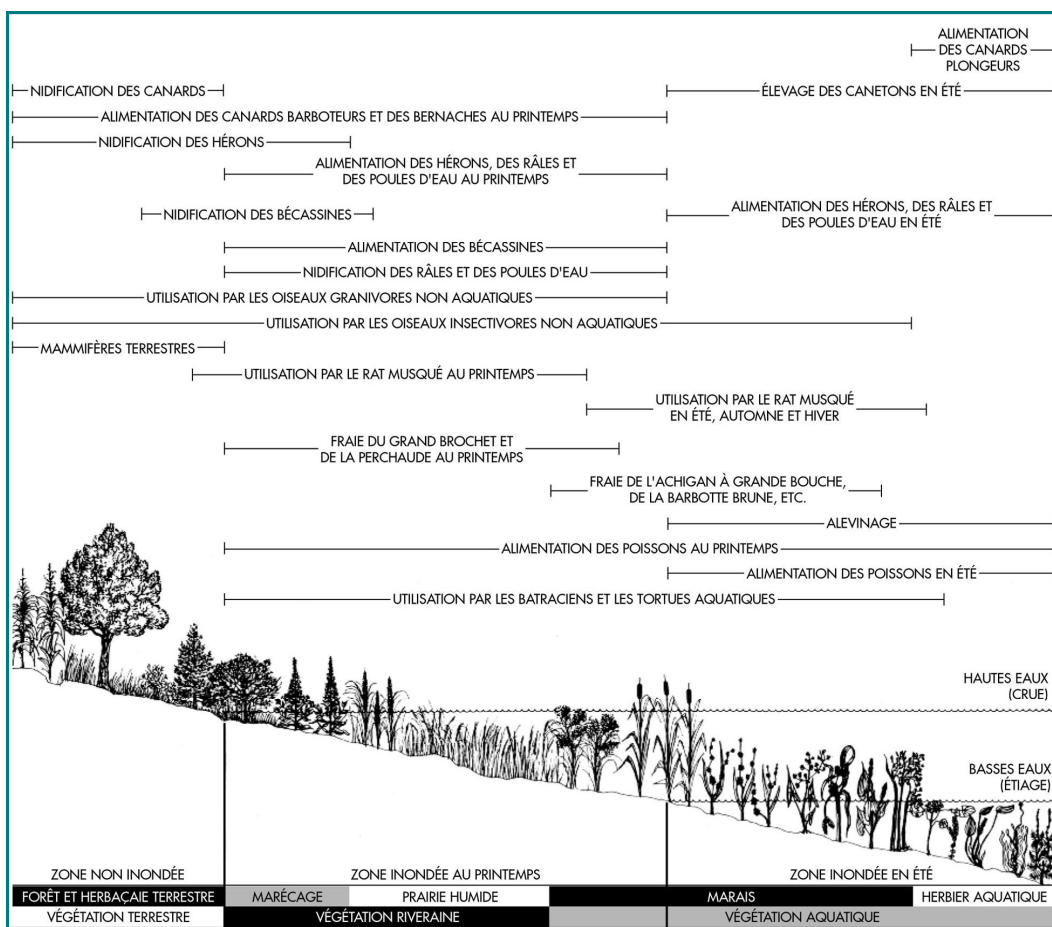 ALIMENTATION
DES CANARDS
PLONGEURS
NIDIFICATION DES CANARDS
ÉLEVAGE DES CANETONS EN ÉTÉ
ALIMENTATION DES CANARDS BARBOTEURS ET DES BERNACHES AU PRINTEMPS
NIDIFICATION DES HÉRONS
ALIMENTATION DES HÉRONS, DES RÂLES ET
DES POULES D'EAU AU PRINTEMPS
NIDIFICATION DES BÉCASSINES
ALIMENTATION DES HÉRONS, DES RÂLES ET
DES POULES D'EAU EN ÉTÉ
ALIMENTATION DES BÉCASSINES
NIDIFICATION DES RÂLES ET DES POULES D'EAU
UTILISATION PAR LES OISEAUX GRANIVORES NON AQUATIQUES
UTILISATION PAR LES OISEAUX INSECTIVORES NON AQUATIQUES
MAMMIFÈRES TERRESTRES
UTILISATION PAR LE RAT MUSQUÉ AU PRINTEMPS
UTILISATION PAR LE RAT MUSQUÉ
EN ÉTÉ, AUTOMNE ET HIVER
FRAIE DU GRAND BROCHET ET
DE LA PERCHAUDE AU PRINTEMPS
FRAIE DE L'ACHIGAN À GRANDE BOUCHE,
DE LA BARBOTTE BRUNE, ETC.
ALEVINAGE
ALIMENTATION DES POISSONS AU PRINTEMPS
ALIMENTATION DES POISSONS EN ÉTÉ
UTILISATION PAR LES BATRACIENS ET LES TORTUES AQUATIQUES
HAUTES EAUX
(CRUE)
BASSES EAUX
(ÉTIAGE)
ZONE NON INONDÉE
ZONE INONDÉE AU PRINTEMPS
ZONE INONDÉE EN ÉTÉ
FORÊT ET HERBAÇAIE TERRESTRE
MARÉCAGE
PRAIRIE HUMIDE
MARAIS
HERBIER AQUATIQUE
VÉGÉTATION TERRESTRE
VÉGÉTATION RIVERAINE
VÉGÉTATION AQUATIQUE